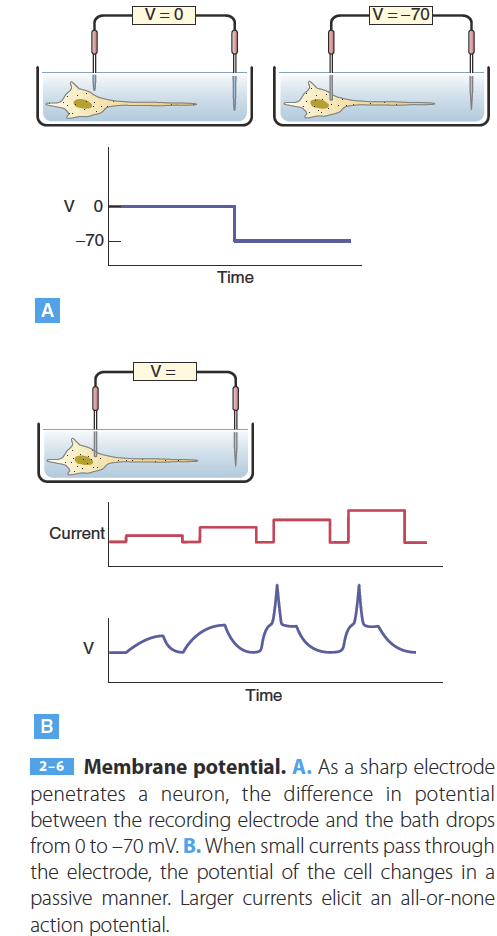 V = 0
V = –70
V 0
–70
Time
A
V =
Current
V
Time
B
2–6 Membrane potential. A. As a sharp electrode
penetrates a neuron, the difference in potential
between the recording electrode and the bath drops
from 0 to –70 mV. B. When small currents pass through
the electrode, the potential of the cell changes in a
passive manner. Larger currents elicit an all-or-none
action potential.